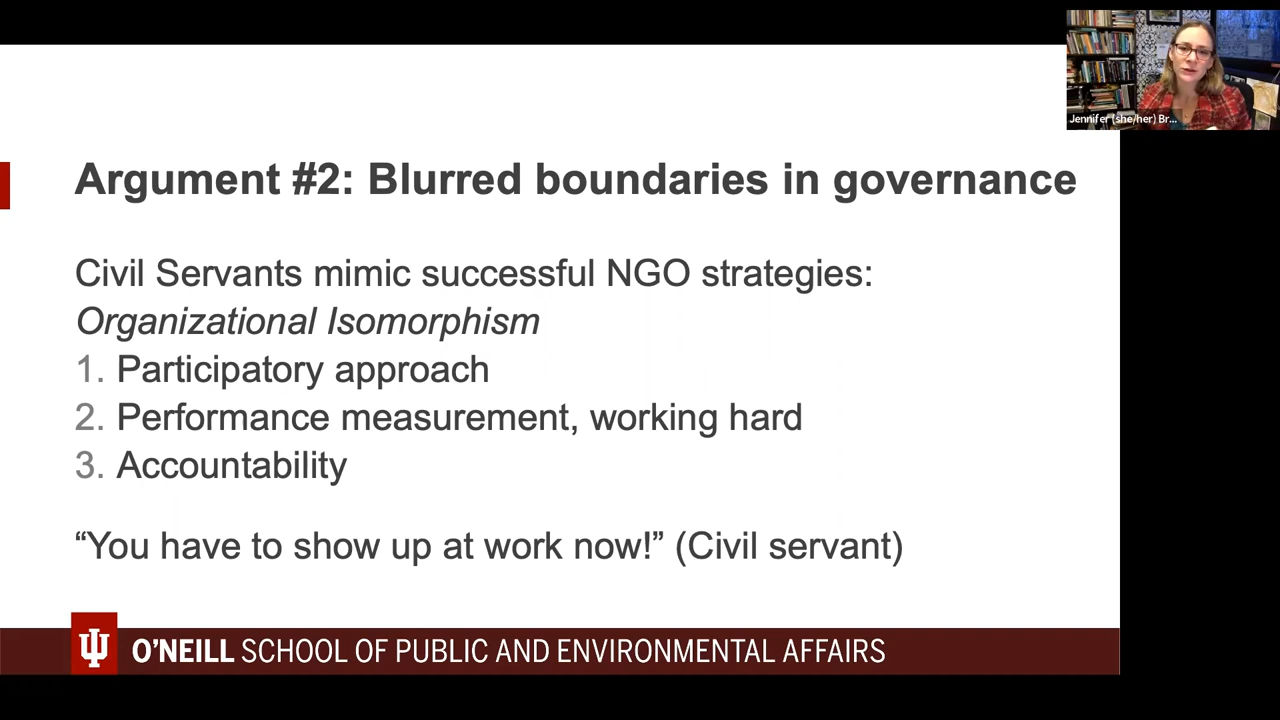 Jennifer (she/her) Br...
Argument #2: Blurred boundaries in governance
Civil Servants mimic successful NGO strategies:
Organizational Isomorphism
1. Participatory approach
2. Performance measurement, working hard
3. Accountability
“You have to show up at work now!” (Civil servant)
O’NEILL SCHOOL OF PUBLIC AND ENVIRONMENTAL AFFAIRS